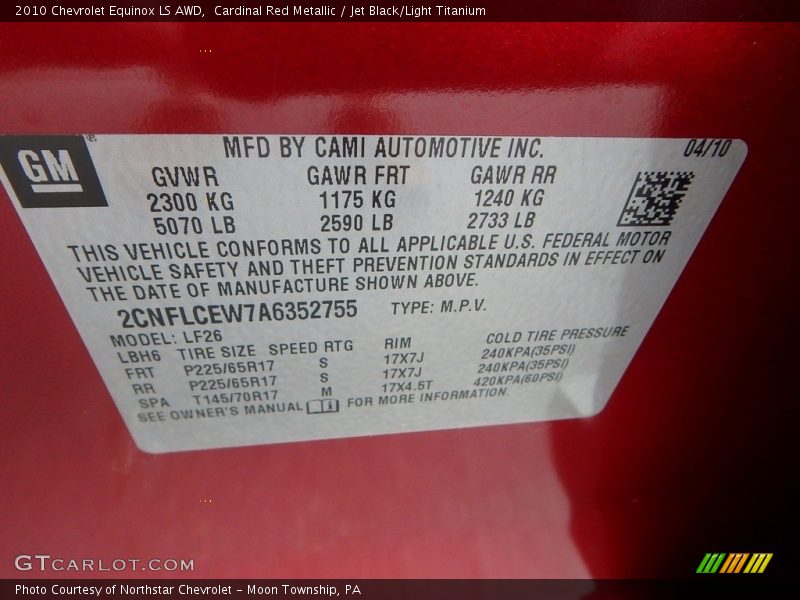 2010 Chevrolet Equinox LS AWD,  Cardinal Red Metallic / Jet Black/Light Titanium
GM
MFD BY CAMI AUTOMOTIVE INC. 04/10
GVWR GAWR FRT GAWR RR
2300 KG 1175 KG 1240 KG
5070 LB 2590 LB 2733 LB
THIS VEHICLE CONFORMS TO ALL APPLICABLE U.S. FEDERAL MOTOR
VEHICLE SAFETY AND THEFT PREVENTION STANDARDS IN EFFECT ON
THE DATE OF MANUFACTURE SHOWN ABOVE.
2CNFLCEW7A6352755 TYPE: M.P.V.
MODEL: LF26
LBH6 TIRE SIZE SPEED RTG RIM COLD TIRE PRESSURE
FRT P225/65R17 S 17X7J 240KPA(35PSI)
RR P225/65R17 S 17X7J 240KPA(35PSI)
SPA T145/70R17 M 17X4.5T 420KPA(60PSI)
SEE OWNER'S MANUAL FOR MORE INFORMATION.
GTCARLOT.COM
Photo Courtesy of Northstar Chevrolet - Moon Township, PA